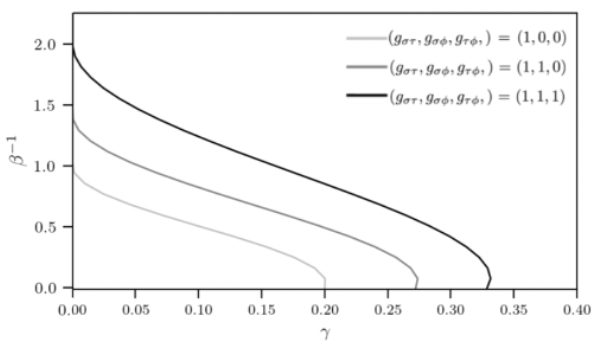 (gστ, gσϕ, gτϕ,) = (1, 0, 0)
(gστ, gσϕ, gτϕ,) = (1, 1, 0)
(gστ, gσϕ, gτϕ,) = (1, 1, 1)
2.0
1.5
1.0
0.5
0.0
β⁻¹
0.00 0.05 0.10 0.15 0.20 0.25 0.30 0.35 0.40
γ